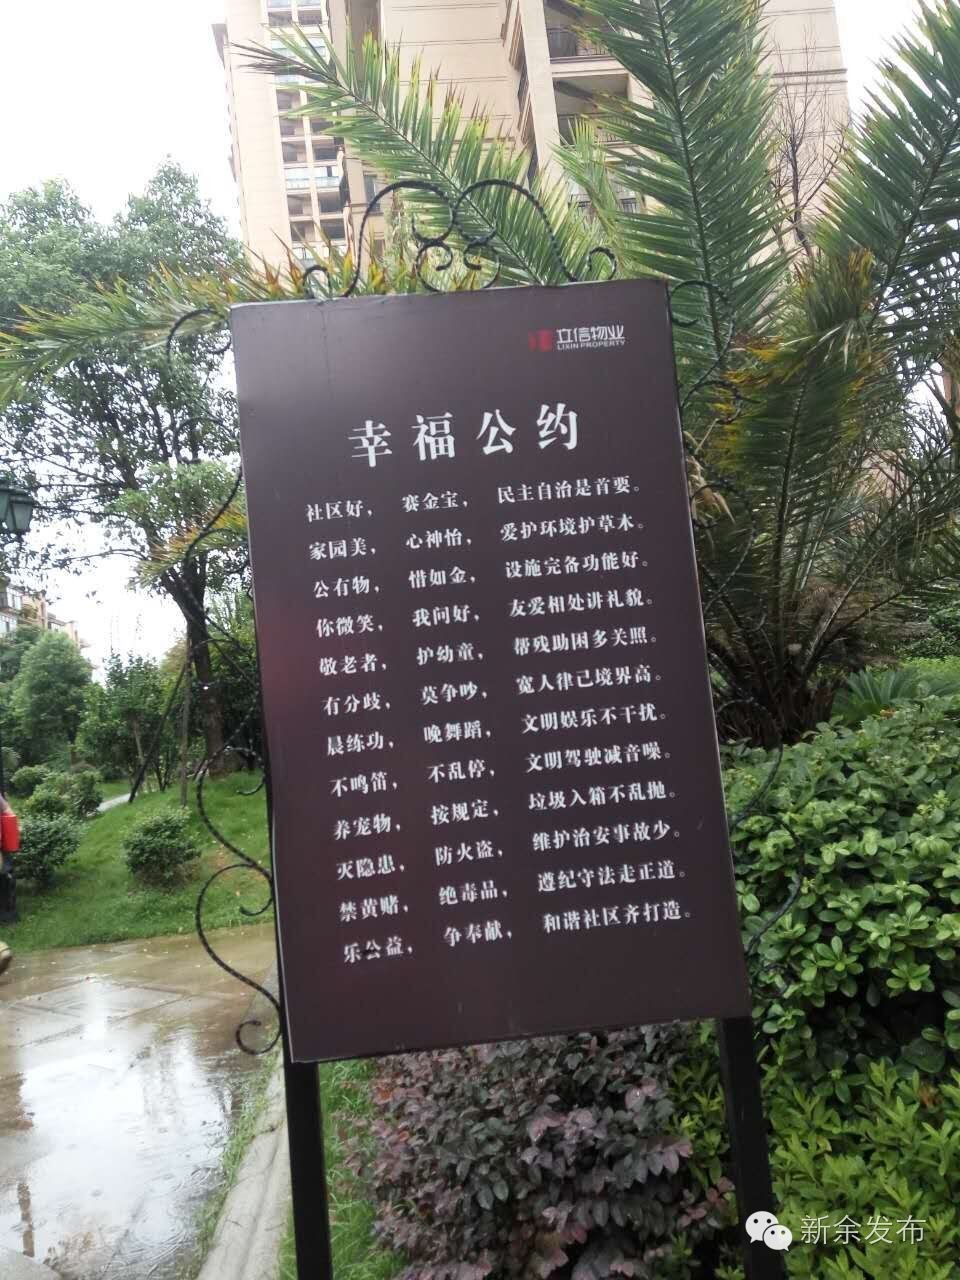 立信物业
LIXIN PROPERTY
幸福公约
社区好， 赛金宝， 民主自治是首要。
家园美， 心神怡， 爱护环境护草木。
公有物， 惜如金， 设施完备功能好。
你微笑， 我问好， 友爱相处讲礼貌。
敬老者， 护幼童， 帮残助困多关照。
有分歧， 莫争吵， 宽人律己境界高。
晨练功， 晚舞蹈， 文明娱乐不干扰。
不鸣笛， 不乱停， 文明驾驶减音噪。
养宠物， 按规定， 垃圾入箱不乱抛。
灭隐患， 防火盗， 维护治安事故少。
禁黄赌， 绝毒品， 遵纪守法走正道。
乐公益， 争奉献， 和谐社区齐打造。
新余发布